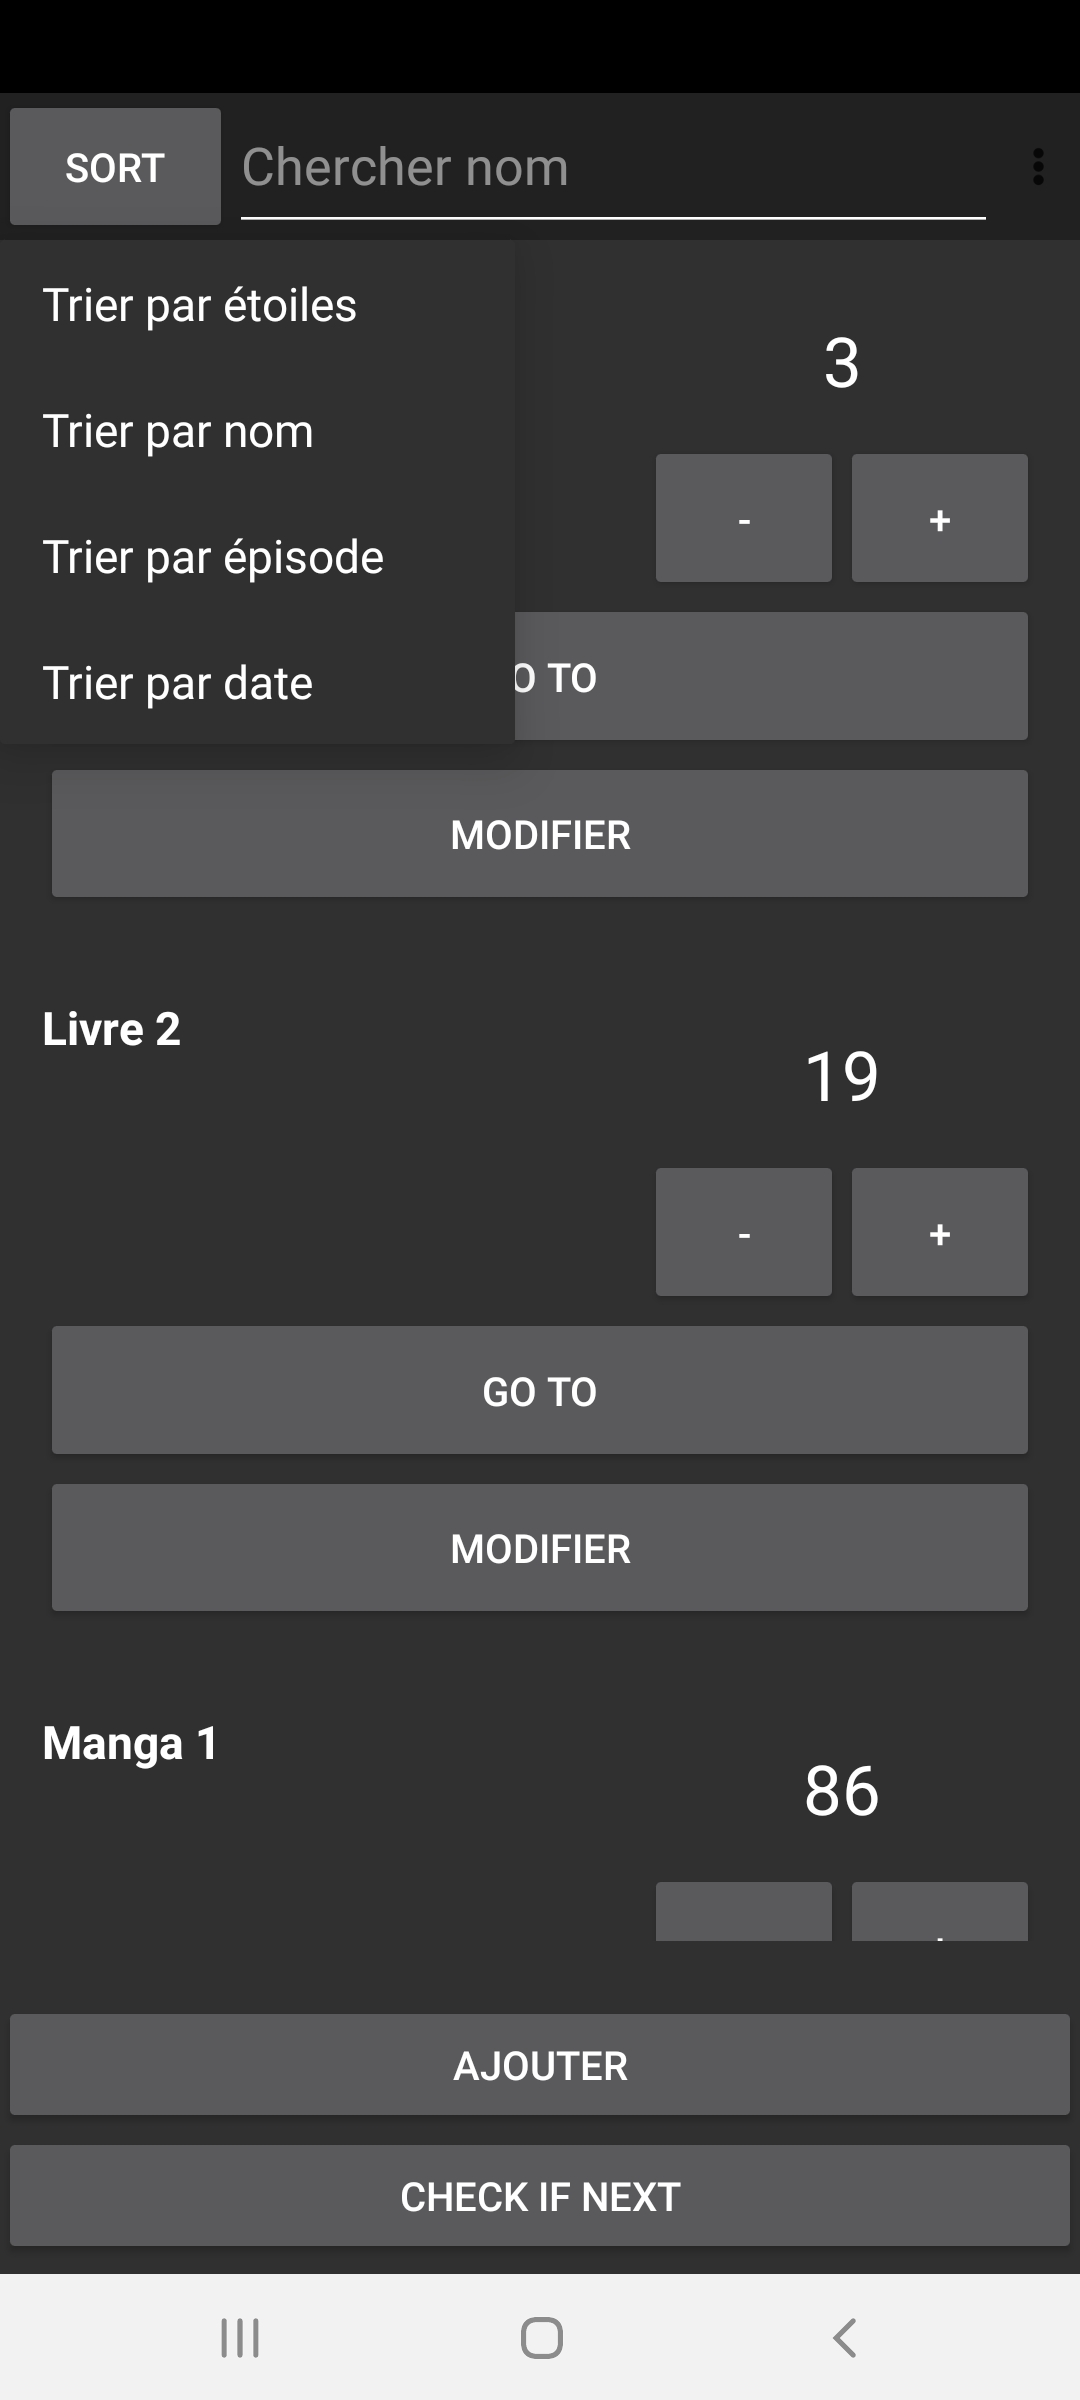 SORT
Chercher nom
Trier par étoiles
Trier par nom
Trier par épisode
Trier par date
3
- +
O TO
MODIFIER
Livre 2
19
- +
GO TO
MODIFIER
Manga 1
86
AJOUTER
CHECK IF NEXT